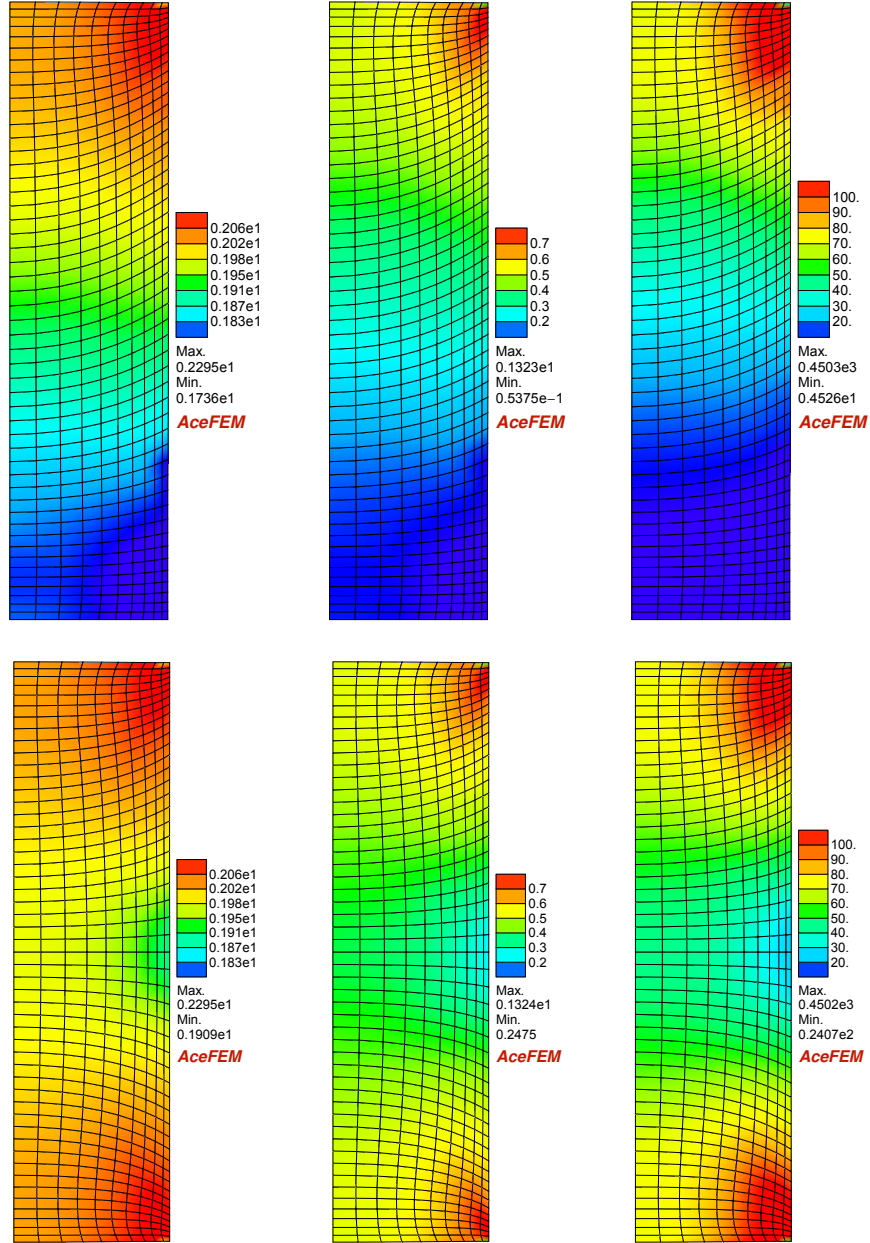 0.206e1
0.202e1
0.198e1
0.195e1
0.191e1
0.187e1
0.183e1
Max.
0.2295e1
Min.
0.1736e1
AceFEM
0.7
0.6
0.5
0.4
0.3
0.2
Max.
0.1323e1
Min.
0.5375e−1
AceFEM
100.
90.
80.
70.
60.
50.
40.
30.
20.
Max.
0.4503e3
Min.
0.4526e1
AceFEM
0.206e1
0.202e1
0.198e1
0.195e1
0.191e1
0.187e1
0.183e1
Max.
0.2295e1
Min.
0.1909e1
AceFEM
0.7
0.6
0.5
0.4
0.3
0.2
Max.
0.1324e1
Min.
0.2475
AceFEM
100.
90.
80.
70.
60.
50.
40.
30.
20.
Max.
0.4502e3
Min.
0.2407e2
AceFEM